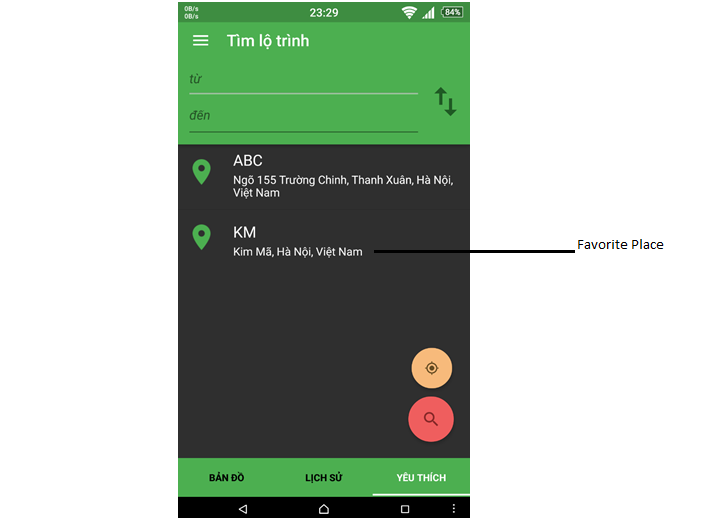 0B/s
0B/s
23:29
84%
Tìm lộ trình
từ
đến
ABC
Ngõ 155 Trường Chinh, Thanh Xuân, Hà Nội,
Việt Nam
KM
Kim Mã, Hà Nội, Việt Nam
Favorite Place
BẢN ĐỒ
LỊCH SỬ
YÊU THÍCH